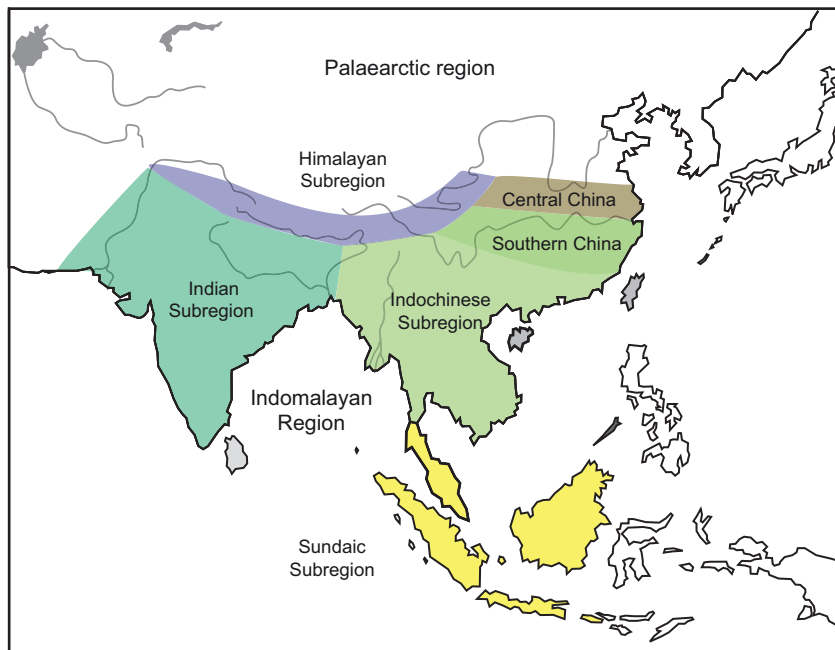 Palaearctic region
Himalayan
Subregion
Central China
Southern China
Indian
Subregion
Indochinese
Subregion
Indomalayan
Region
Sundaic
Subregion